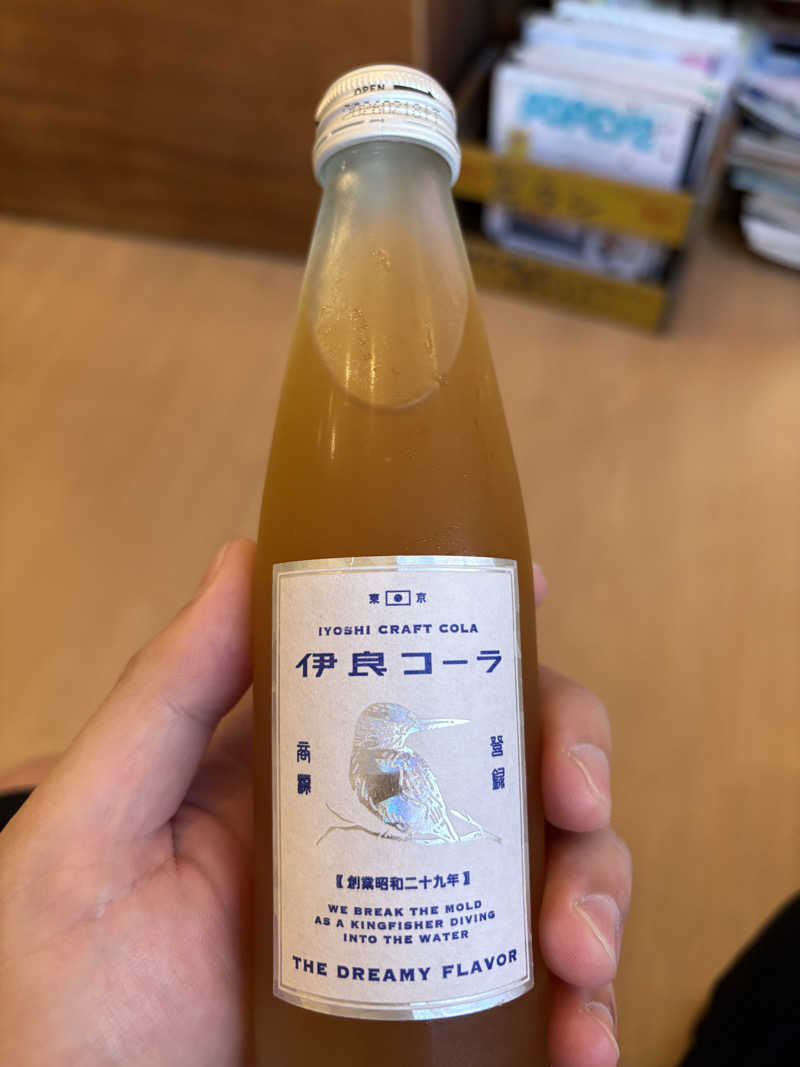 OPEN
東京
IYOSHI CRAFT COLA
伊良コーラ
商標
登録
【創業昭和二十九年】
WE BREAK THE MOLD
AS A KINGFISHER DIVING
INTO THE WATER
THE DREAMY FLAVOR